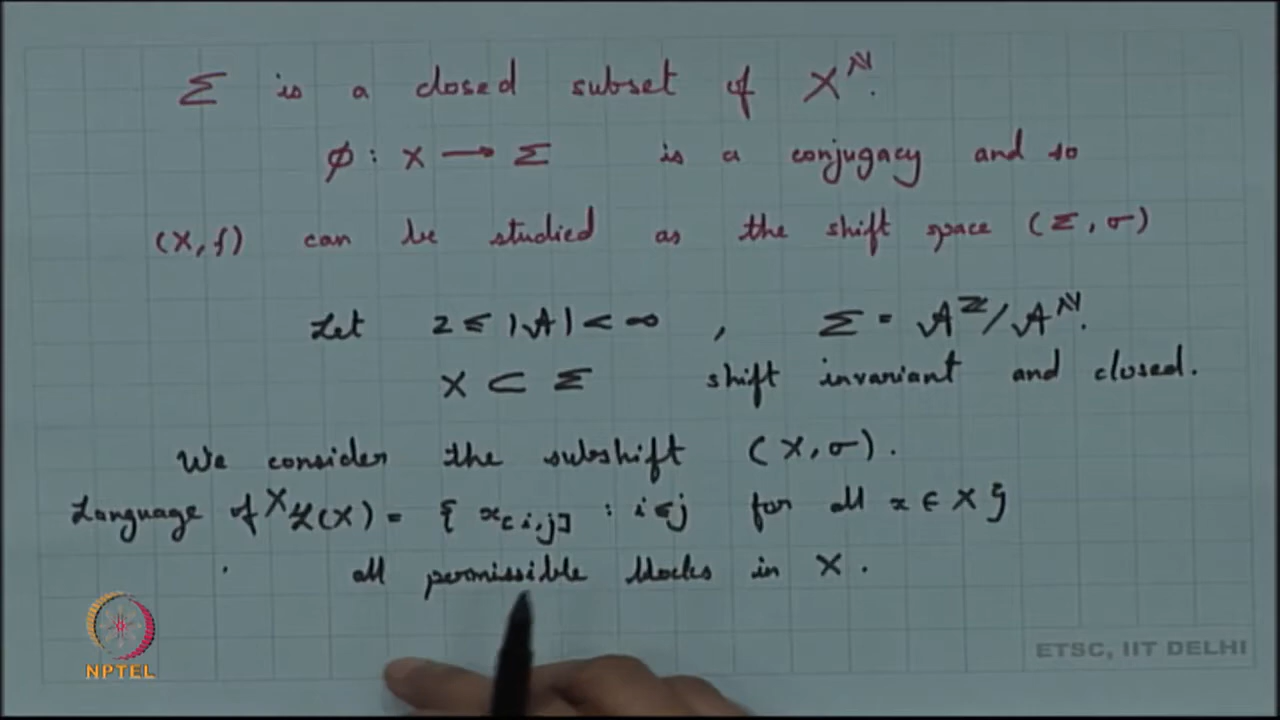 Σ is a closed subset of X^ℕ.
φ : X → Σ is a conjugacy and so
(X, f) can be studied as the shift space (Σ, σ)
Let 2 ≤ |𝒜| < ∞ , Σ = 𝒜^ℤ / 𝒜^ℕ.
X ⊂ Σ shift invariant and closed.
We consider the subshift (X, σ).
Language of X ℒ(X) = { x[i,j] : i ≤ j for all x ∈ X }
all permissible blocks in X .
NPTEL
ETSC, IIT DELHI